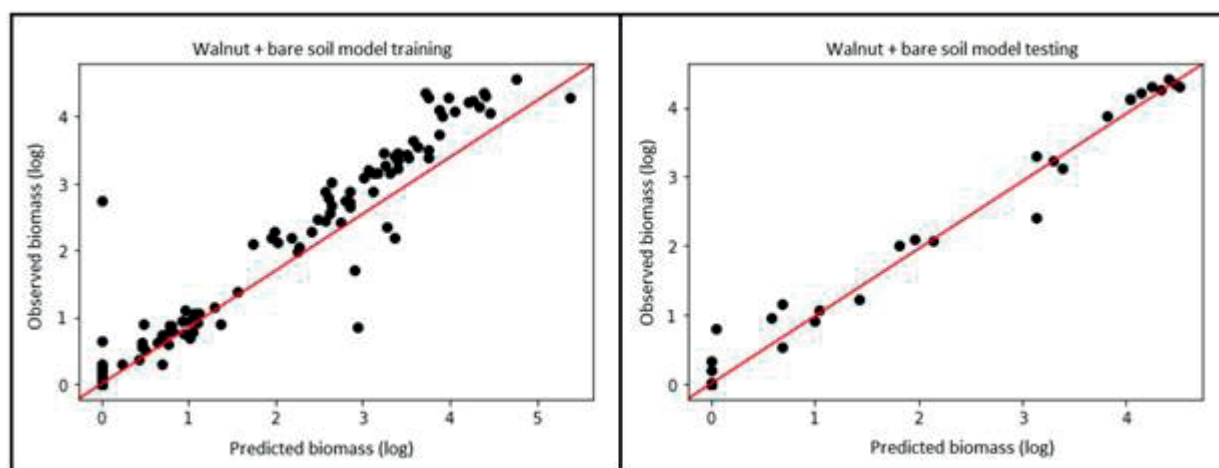 Walnut + bare soil model training
Observed biomass (log)
4
3
2
1
0
0 1 2 3 4 5
Predicted biomass (log)
Walnut + bare soil model testing
Observed biomass (log)
4
3
2
1
0
0 1 2 3 4
Predicted biomass (log)